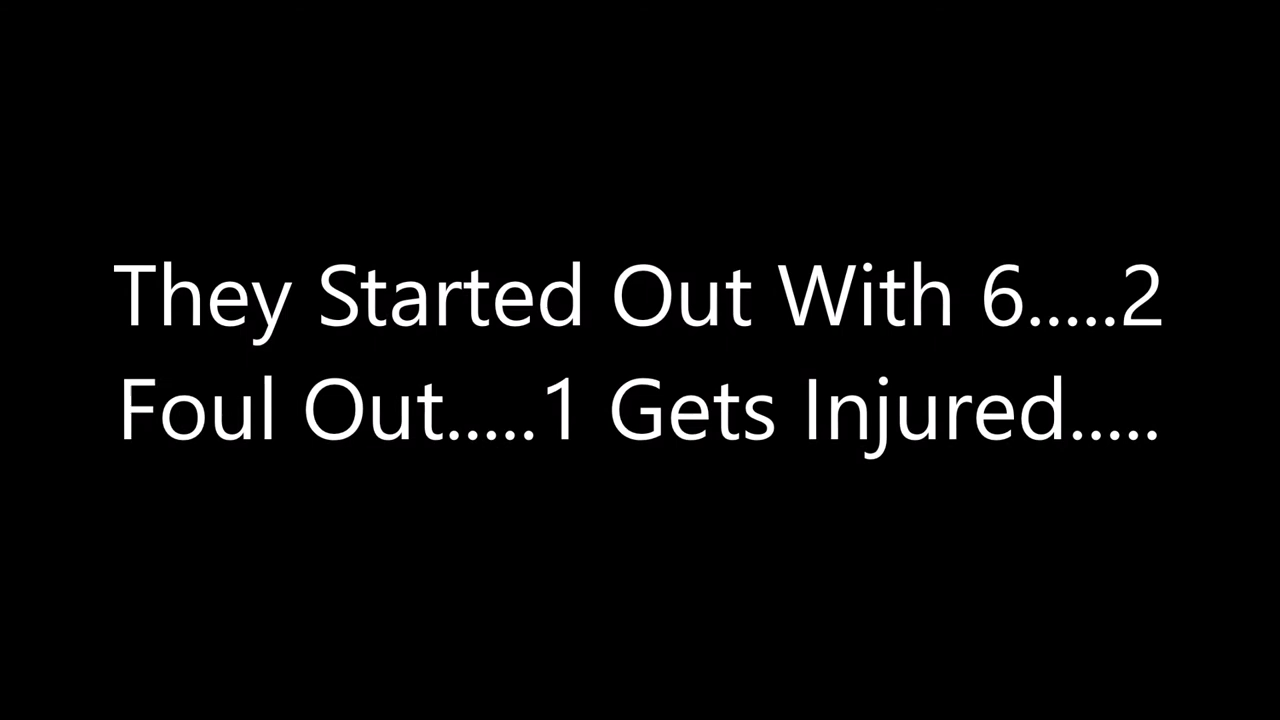 They Started Out With 6.....2
Foul Out.....1 Gets Injured.....